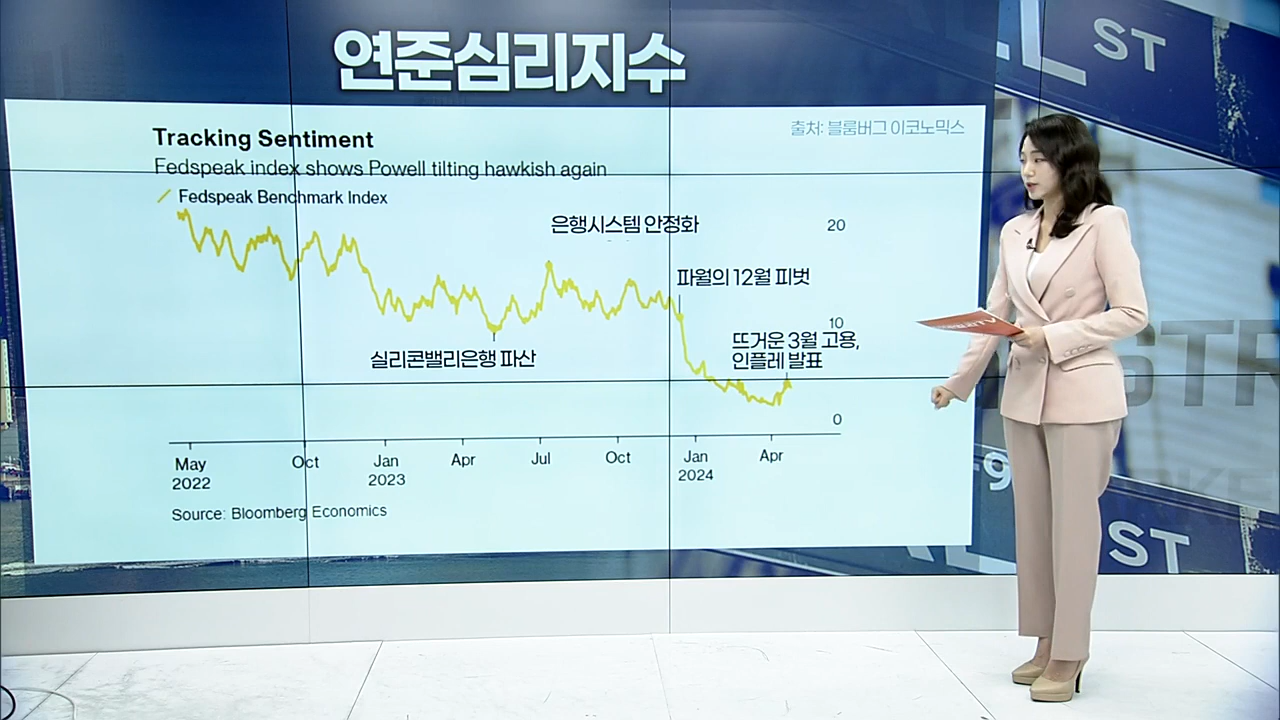 연준심리지수
Tracking Sentiment
출처: 블룸버그 이코노믹스
Fedspeak index shows Powell tilting hawkish again
Fedspeak Benchmark Index
은행시스템 안정화
20
파월의 12월 피벗
10
뜨거운 3월 고용,
인플레 발표
실리콘밸리은행 파산
0
May
2022
Oct
Jan
2023
Apr
Jul
Oct
Jan
2024
Apr
Source: Bloomberg Economics
ST
STR
9
ST